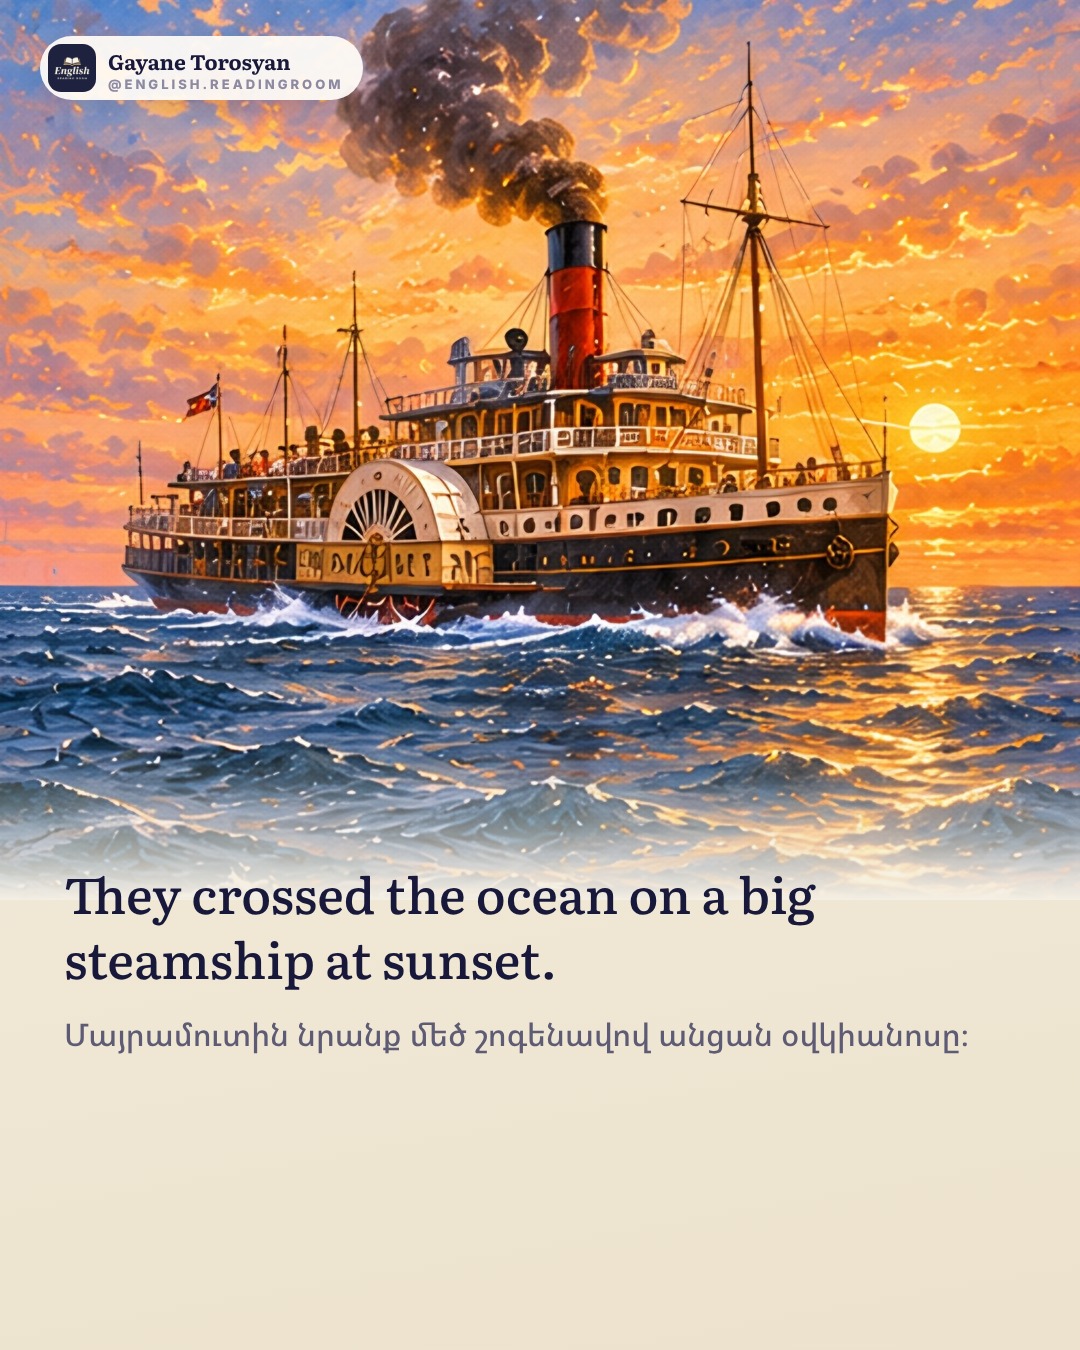 English
Gayane Torosyan
@ENGLISH.READINGROOM
They crossed the ocean on a big
steamship at sunset.
Մայրամուտին նրանք մեծ շոգենավով անցան օվկիանոսը: